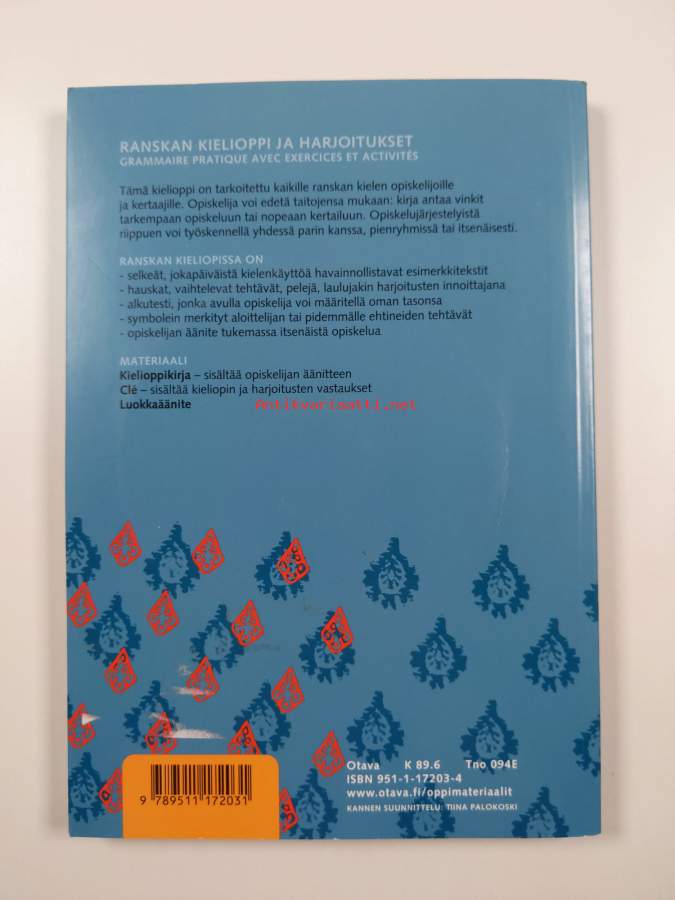 RANSKAN KIELIOPPI JA HARJOITUKSET
GRAMMAIRE PRATIQUE AVEC EXERCICES ET ACTIVITÉS
Tämä kielioppi on tarkoitettu kaikille ranskan kielen opiskelijoille
ja kertaajille. Opiskelija voi edetä taitojensa mukaan: kirja antaa vinkit
tarkempaan opiskeluun tai nopeaan kertailuun. Opiskelujärjestelyistä
riippuen voi työskennellä yhdessä parin kanssa, pienryhmissä tai itsenäisesti.
RANSKAN KIELIOPISSA ON
- selkeät, jokapäiväistä kielenkäyttöä havainnollistavat esimerkkitekstit
- hauskat, vaihtelevat tehtävät, pelejä, laulujakin harjoitusten innoittajana
- alkutesti, jonka avulla opiskelija voi määritellä oman tasonsa
- symbolein merkityt aloittelijan tai pidemmälle ehtineiden tehtävät
- opiskelijan äänite tukemassa itsenäistä opiskelua
MATERIAALI
Kielioppikirja – sisältää opiskelijan äänitteen
Clé – sisältää kieliopin ja harjoitusten vastaukset
Luokkaäänite
Antikvariaatti.net
Otava K 89.6 Tno 094E
ISBN 951-1-17203-4
www.otava.fi/oppimateriaalit
KANNEN SUUNNITTELU: TIINA PALOKOSKI
9 789511 172031